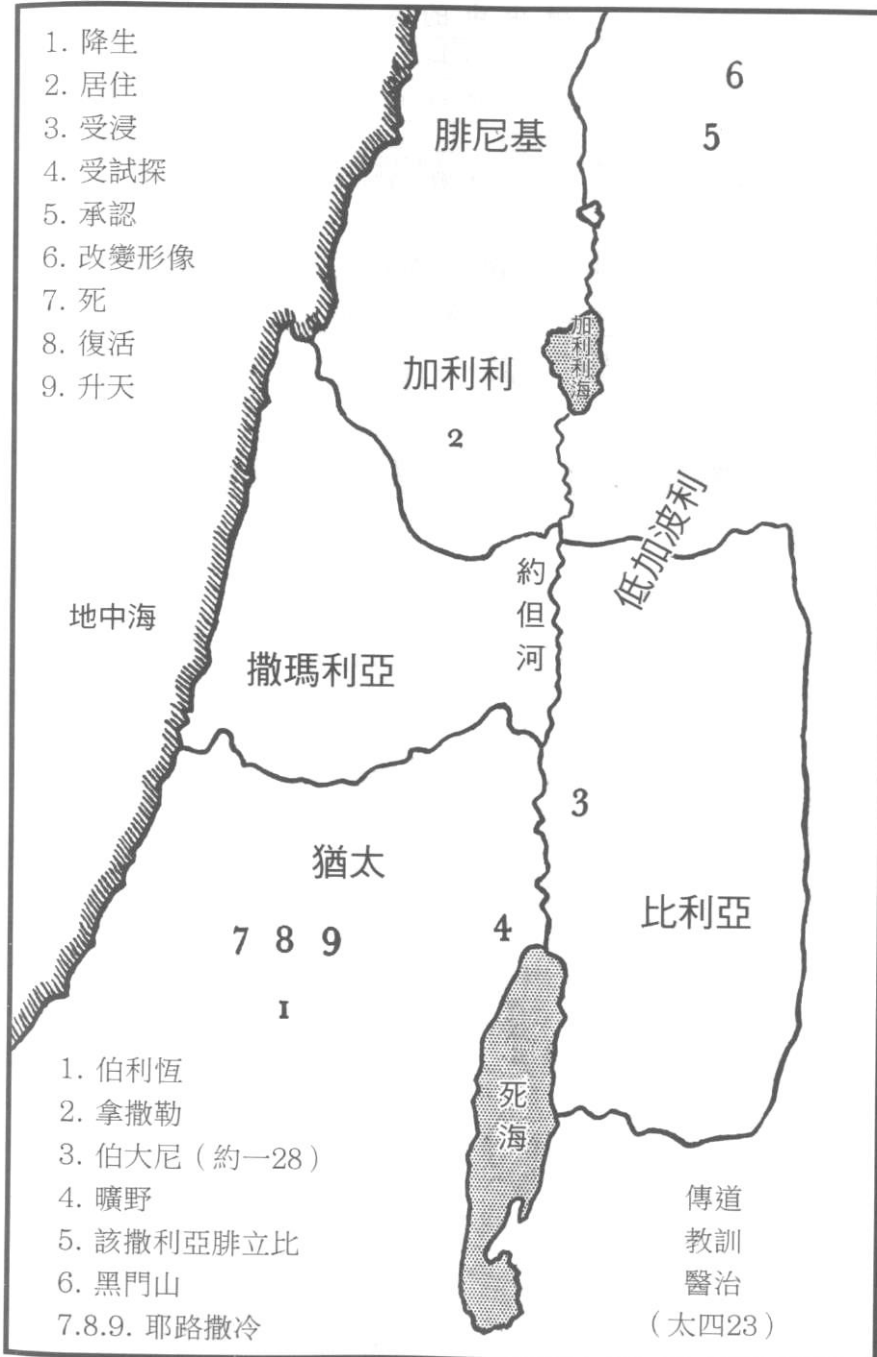 1. 降生
2. 居住
3. 受浸
4. 受試探
5. 承認
6. 改變形像
7. 死
8. 復活
9. 升天
6
5
腓尼基
加利利海
加利利
2
低加波利
約但河
地中海
撒瑪利亞
3
猶太
比利亞
7 8 9
4
1
死海
1. 伯利恆
2. 拿撒勒
3. 伯大尼（約一28）
4. 曠野
5. 該撒利亞腓立比
6. 黑門山
7.8.9. 耶路撒冷
傳道
教訓
醫治
（太四23）